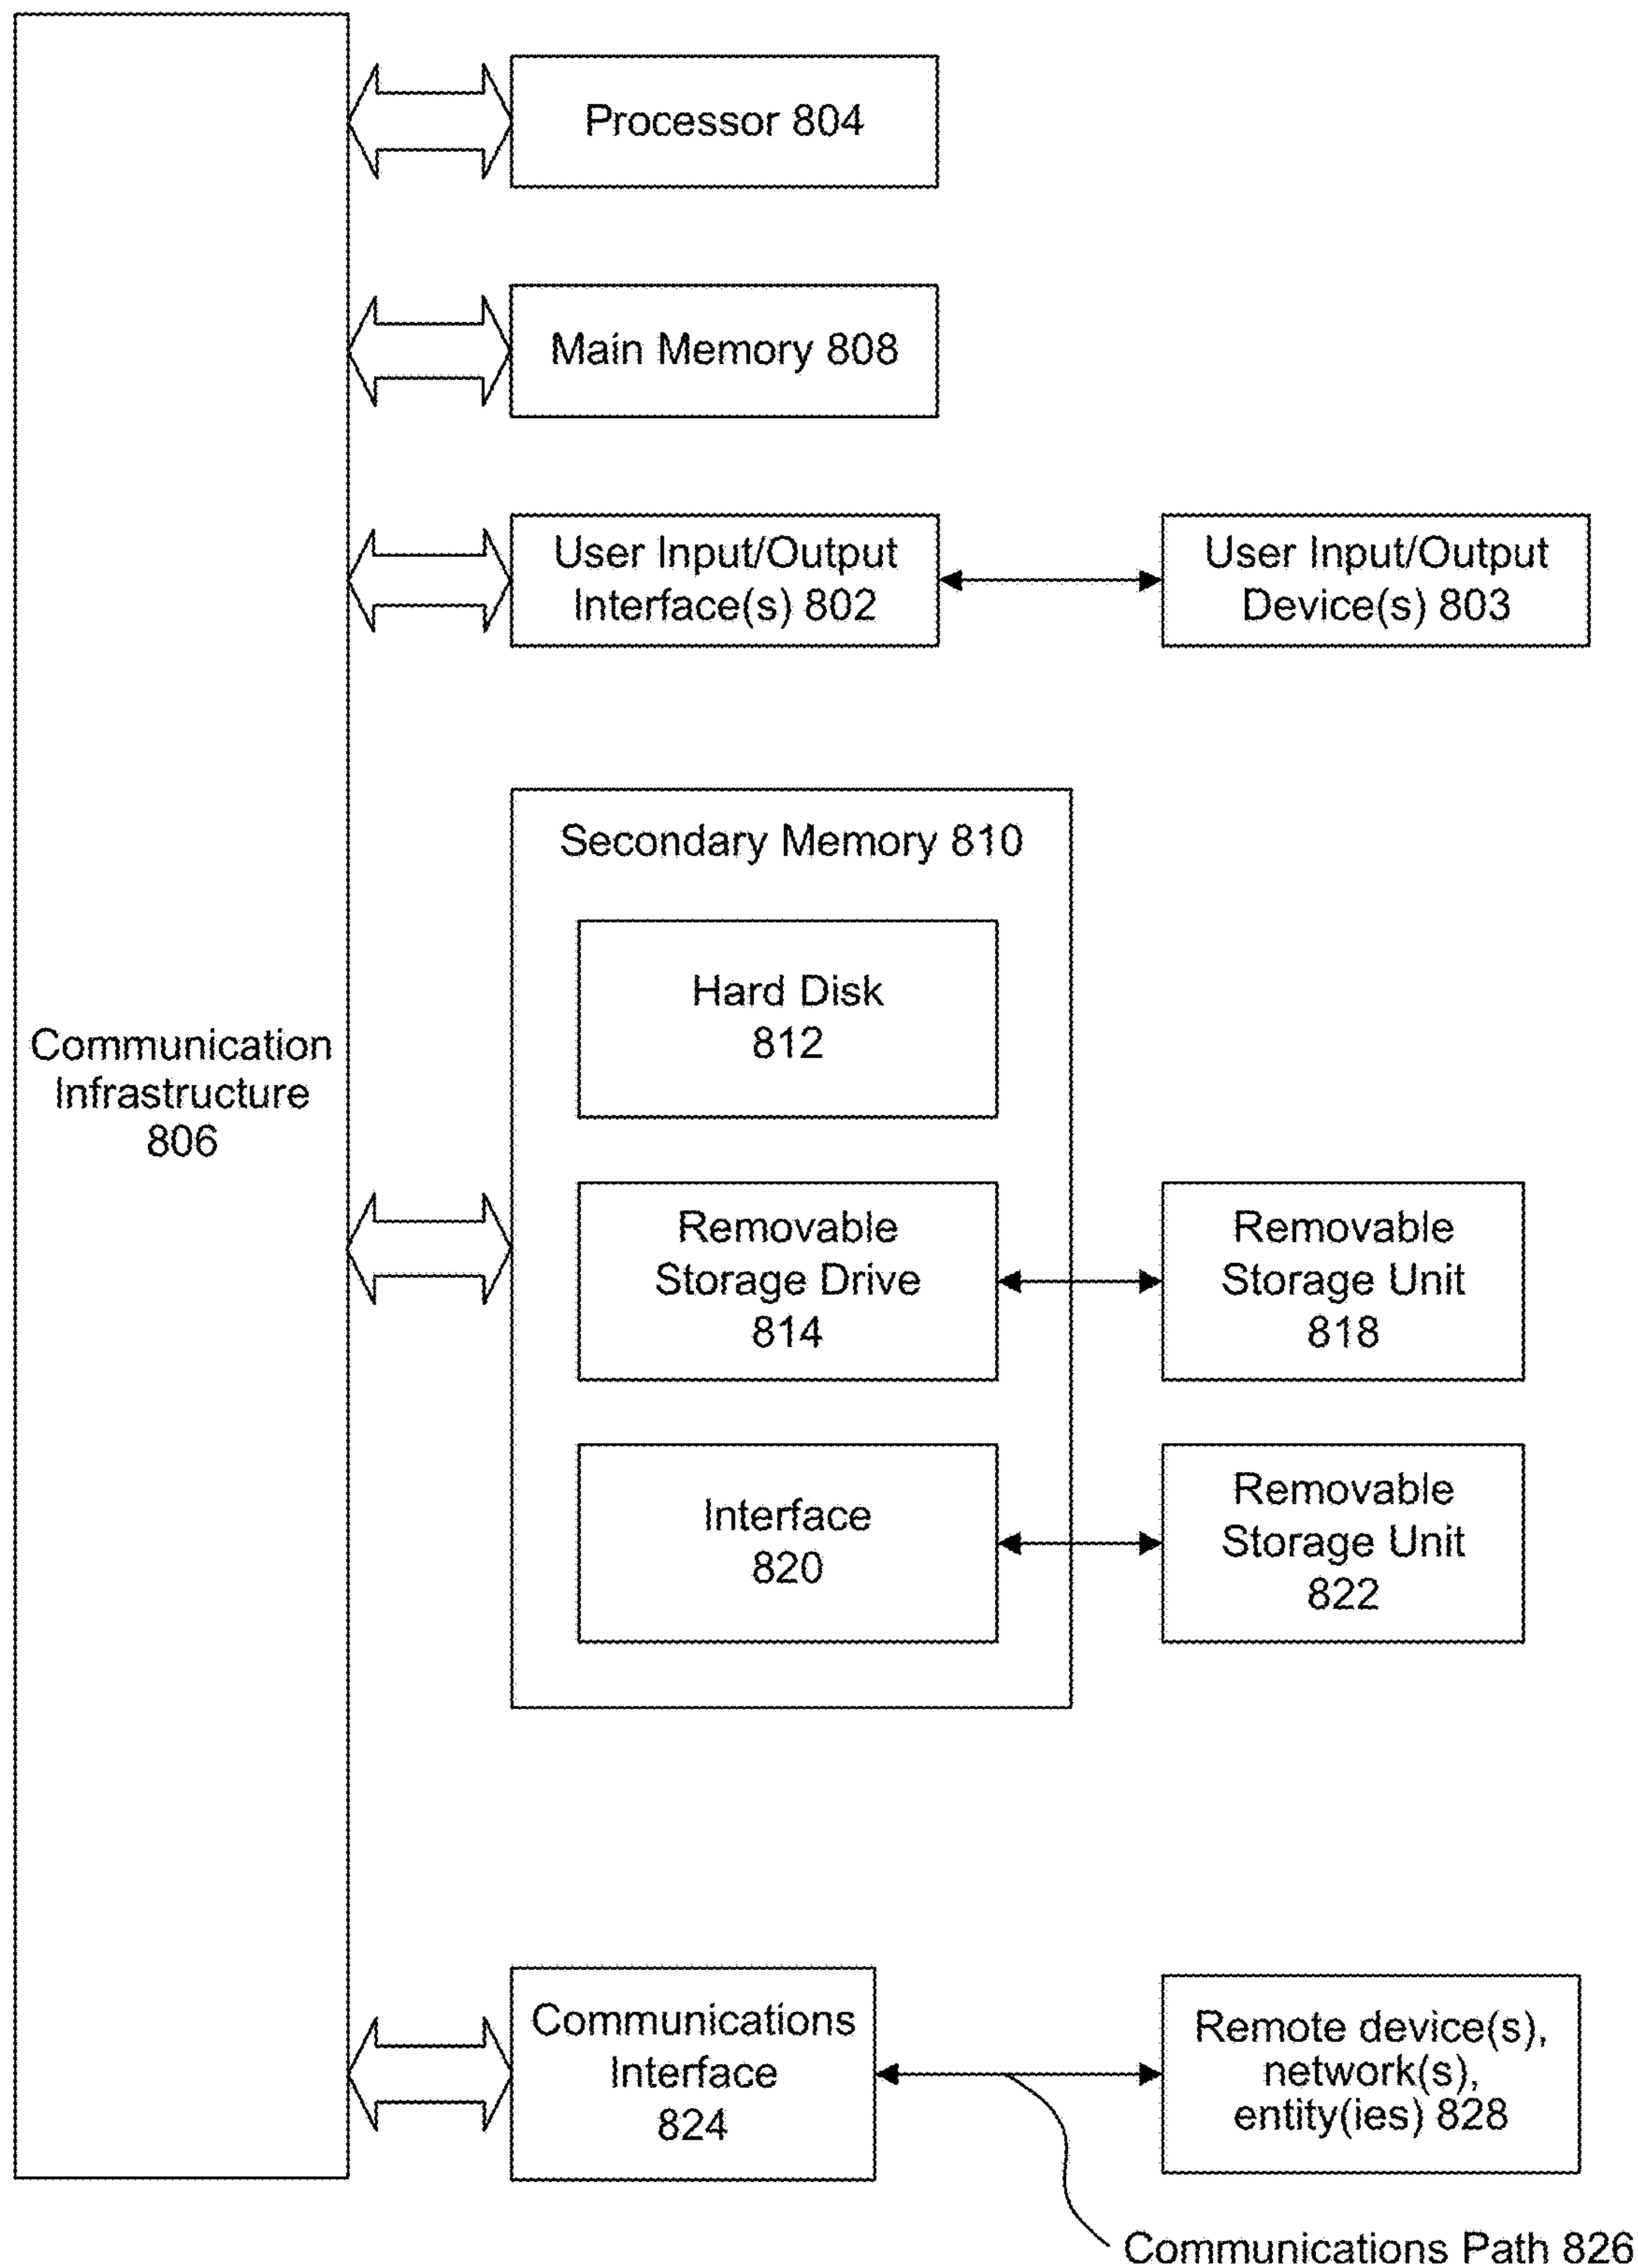 Processor 804
Main Memory 808
User Input/Output
Interface(s) 802
User Input/Output
Device(s) 803
Secondary Memory 810
Hard Disk
812
Communication
Infrastructure
806
Removable
Storage Drive
814
Removable
Storage Unit
818
Interface
820
Removable
Storage Unit
822
Communications
Interface
824
Remote device(s),
network(s),
entity(ies) 828
Communications Path 826